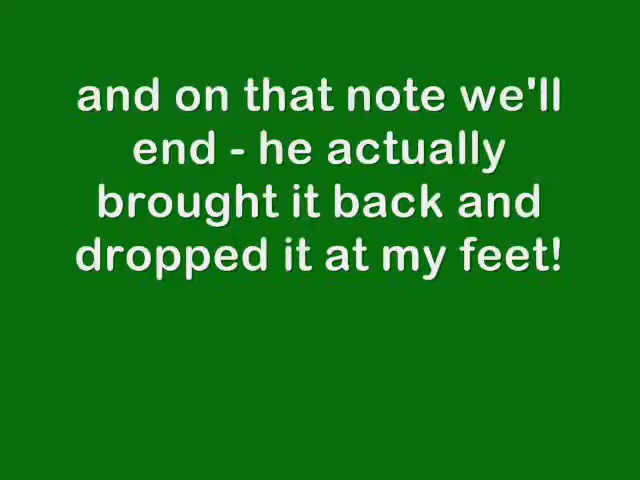 and on that note we'll
end - he actually
brought it back and
dropped it at my feet!